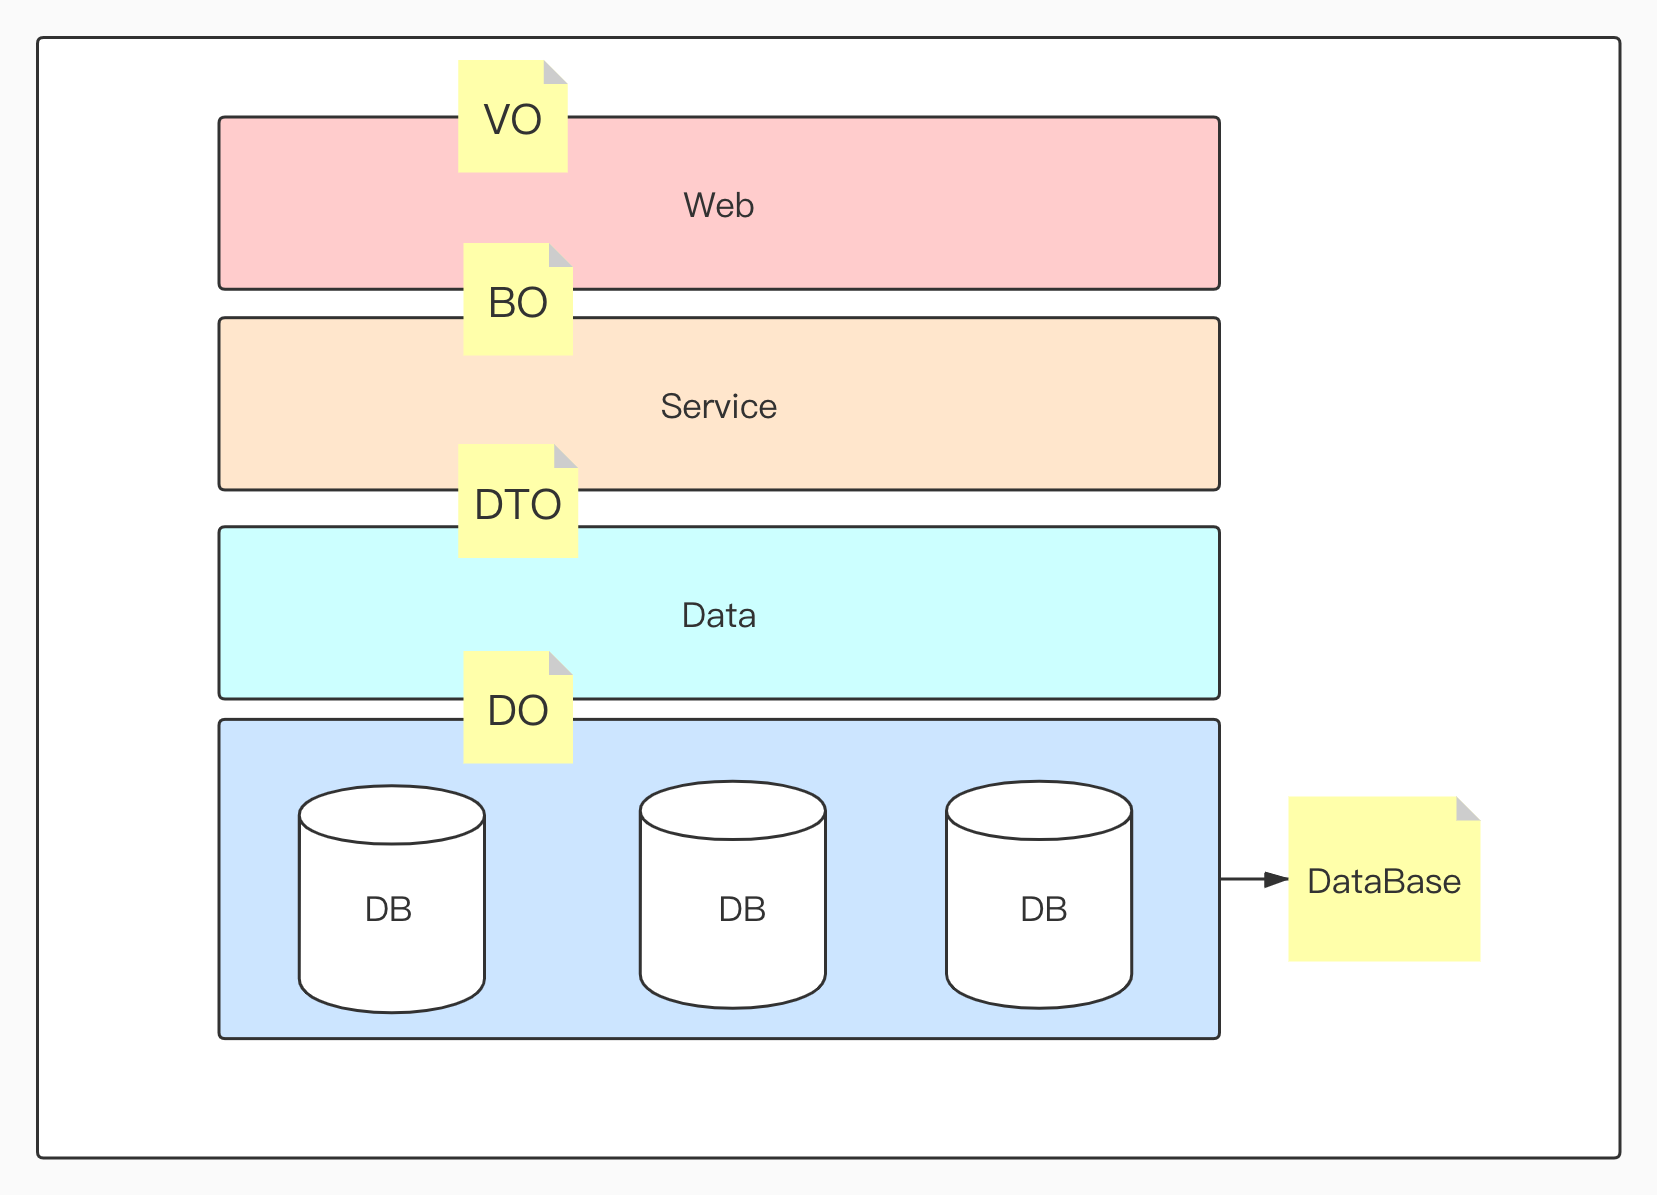 VO
Web
BO
Service
DTO
Data
DO
DB
DB
DB
DataBase